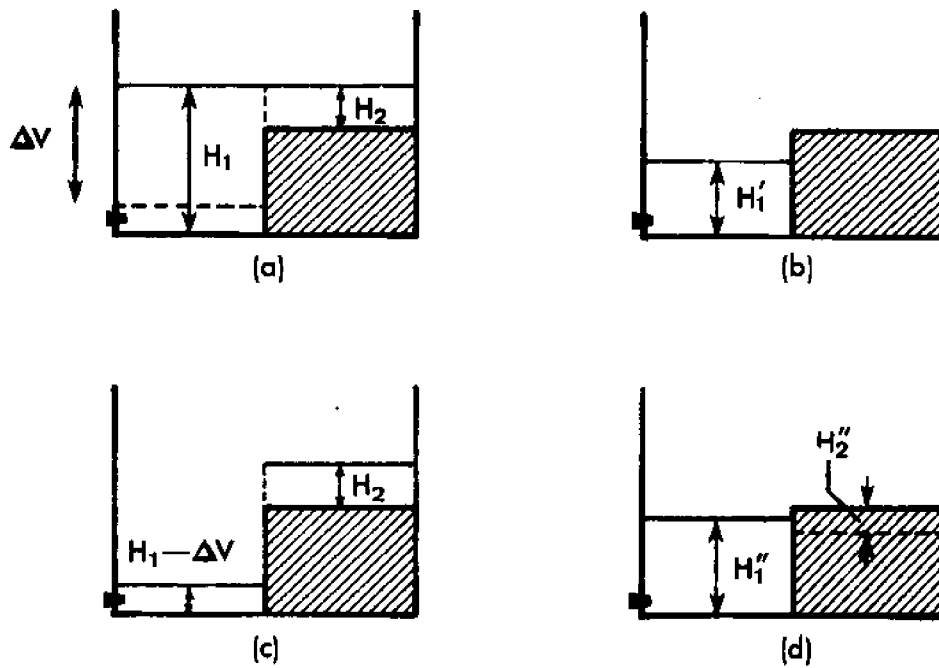 ΔV
H₁
H₂
(a)
H₁′
(b)
H₁—ΔV
H₂
(c)
H₂″
H₁″
(d)